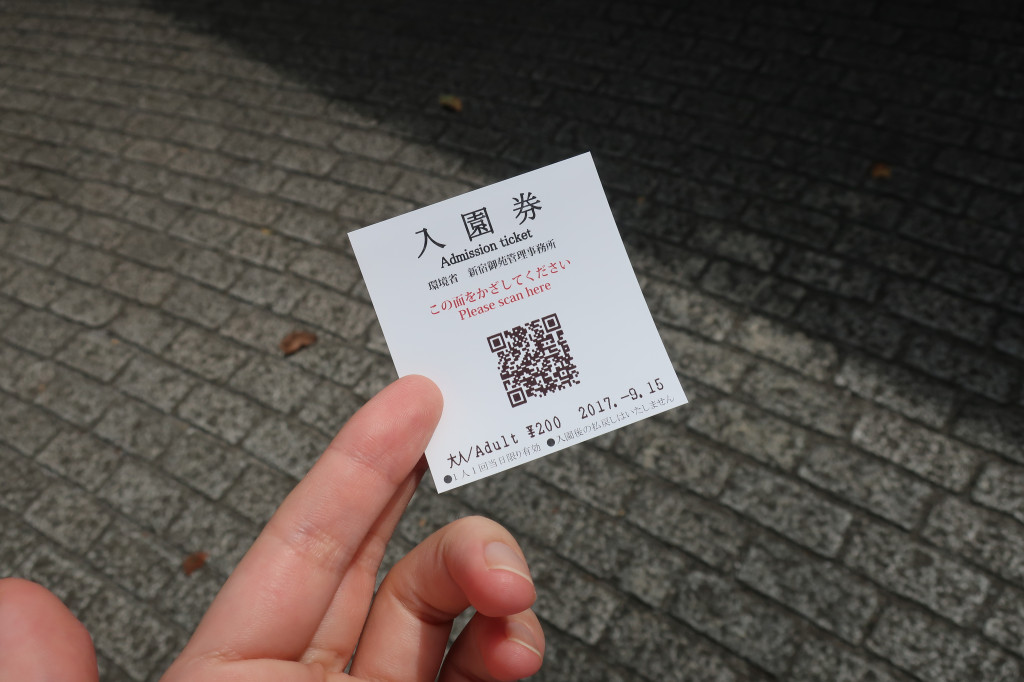 入園券
Admission ticket
環境省 新宿御苑管理事務所
この面をかざしてください
Please scan here
大人/Adult ¥200 2017.-9.15
●1人1回当日限り有効 ●入園後の払戻しはいたしません